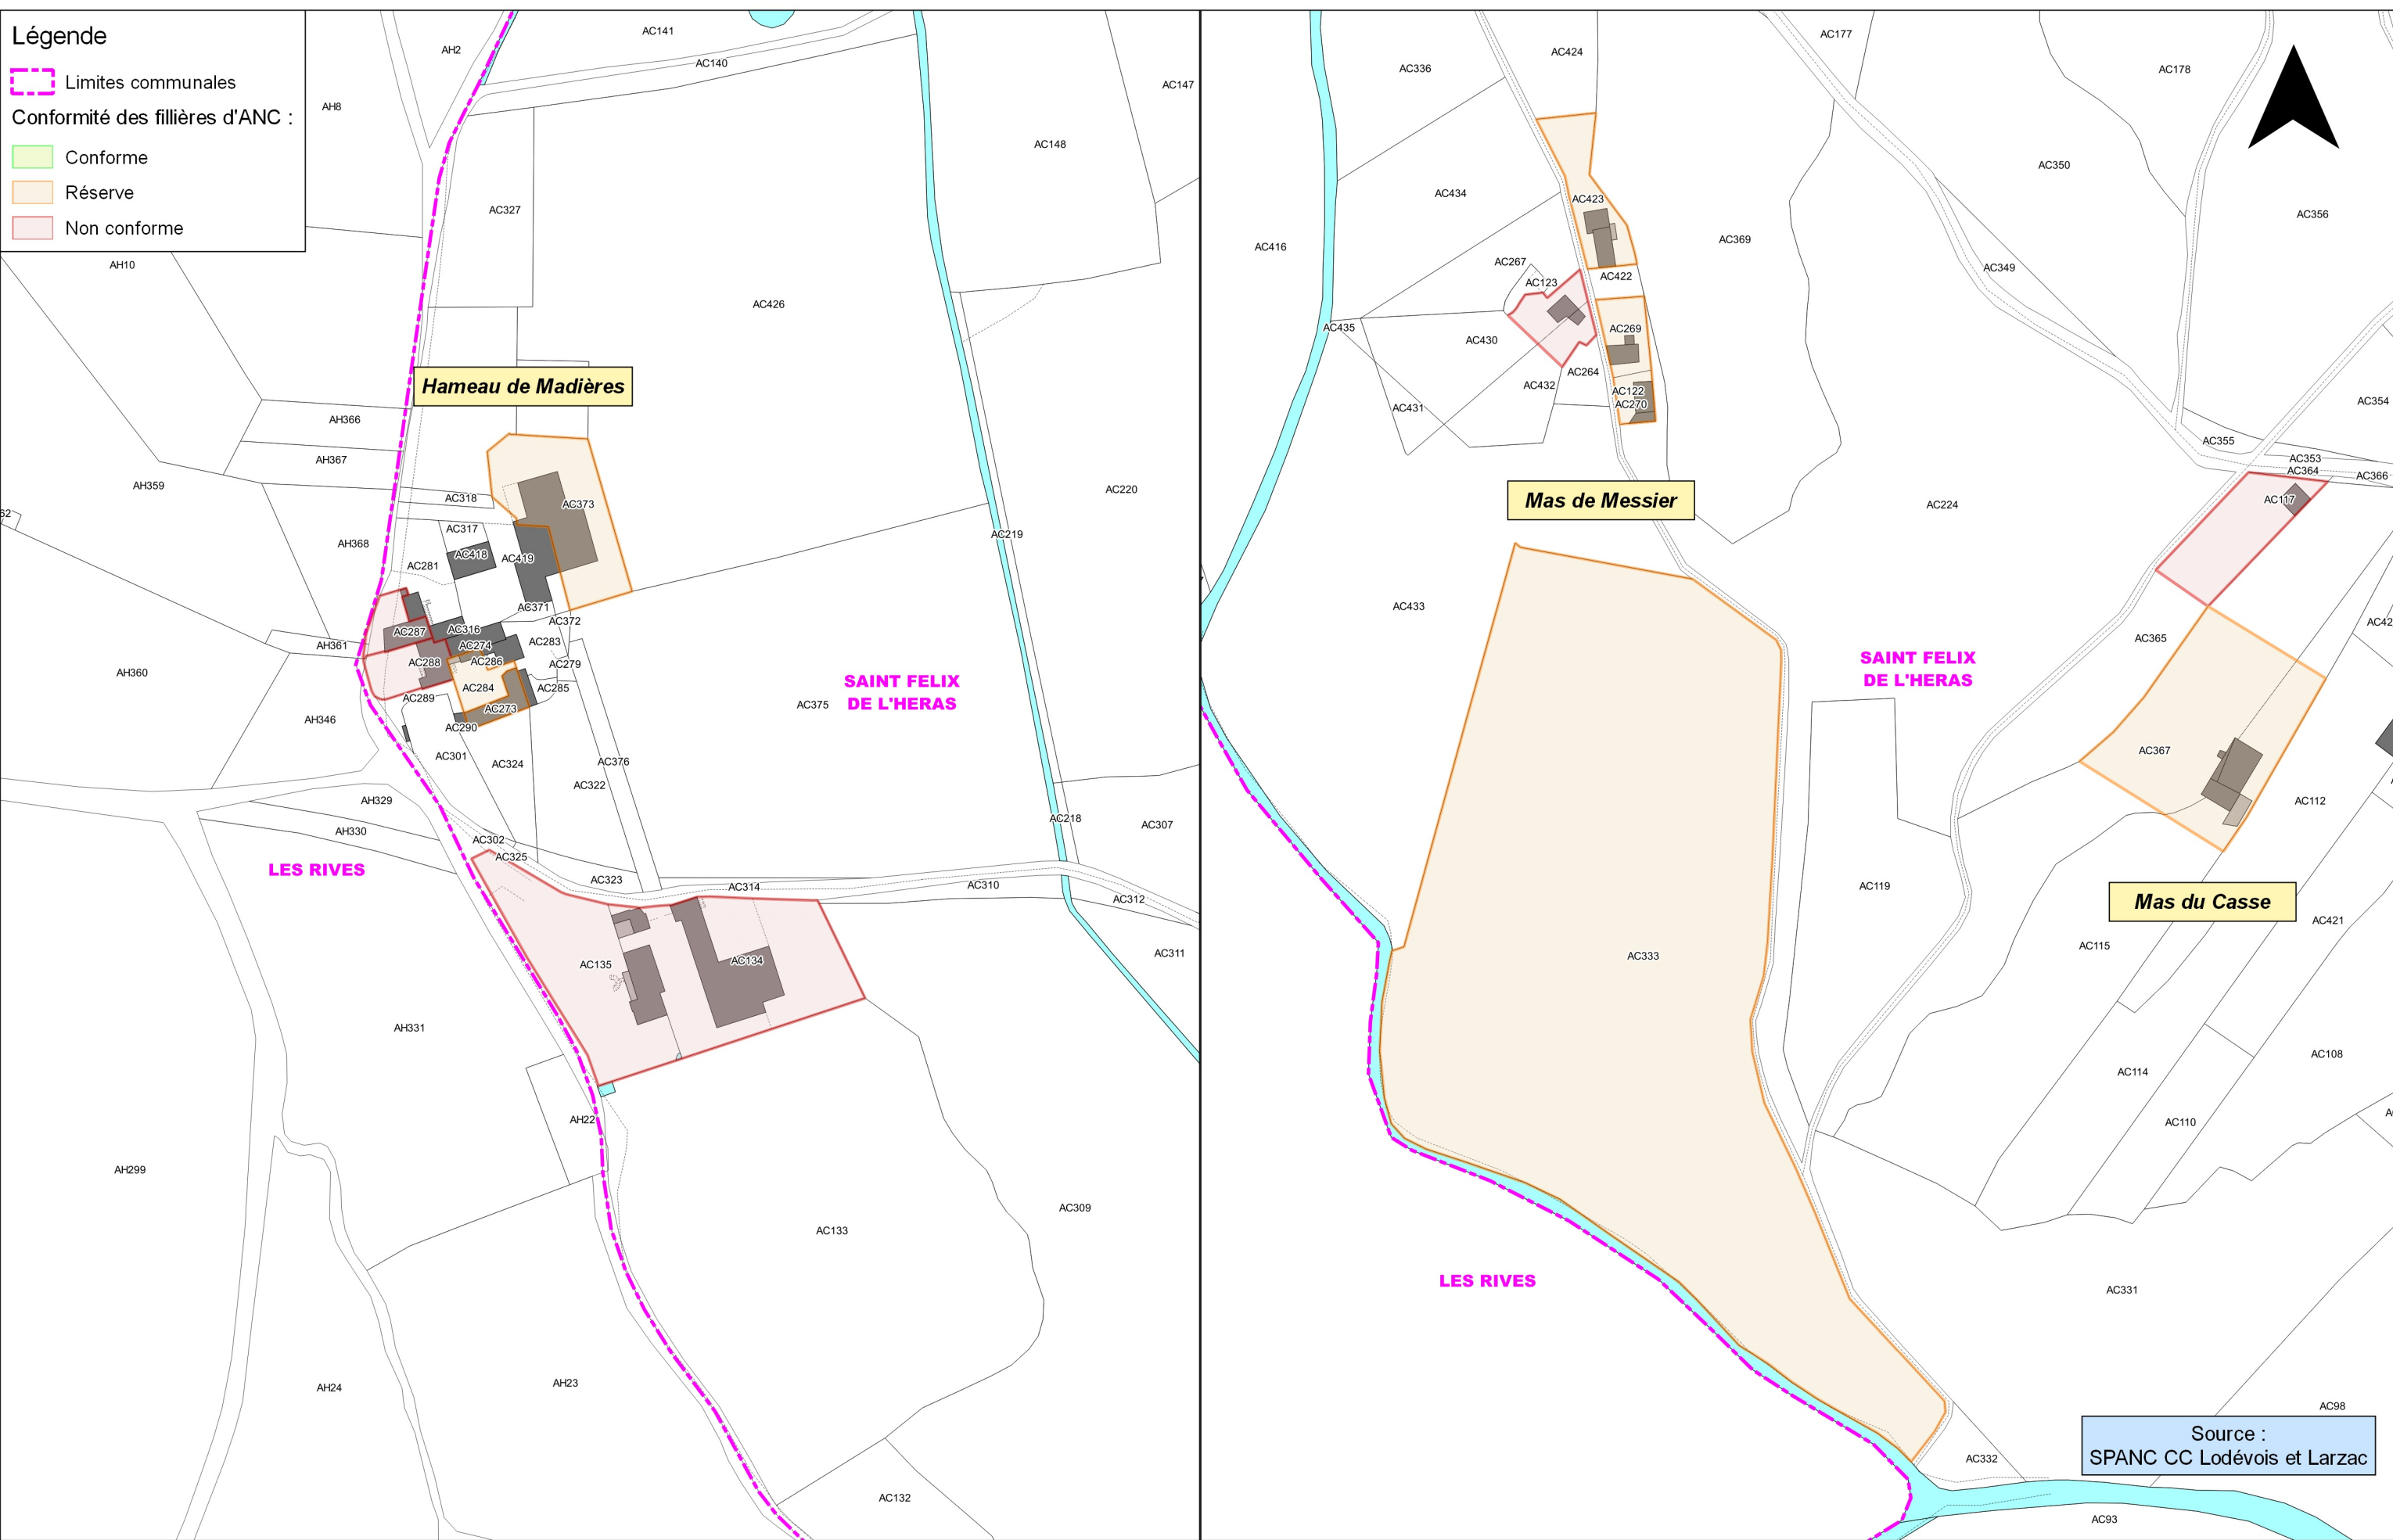 Légende
Limites communales
Conformité des fillières d'ANC :
Conforme
Réserve
Non conforme
AH2
AC141
AC140
AH8
AC147
AC148
AC327
AH10
AC426
Hameau de Madières
AH366
AH367
AH359
AC318
AC373
AC220
62
AC317
AC219
AH368
AC418
AC419
AC281
AC371
AC372
AC287
AC316
AC283
AH361
AC274
AC288
AC286
AC279
AH360
AC284
AC285
AC289
AC273
AC375
SAINT FELIX
DE L'HERAS
AH346
AC290
AC301
AC324
AC376
AC322
AH329
AC218
AC307
AH330
AC302
AC325
LES RIVES
AC323
AC314
AC310
AC312
AC311
AC135
AC134
AH331
AH22
AH299
AC309
AC133
AH24
AH23
AC132
AC424
AC177
AC336
AC178
AC350
AC434
AC423
AC356
AC416
AC369
AC267
AC422
AC349
AC123
AC435
AC269
AC430
AC264
AC432
AC122
AC270
AC431
AC354
AC355
AC353
AC364
AC366
Mas de Messier
AC117
AC224
AC433
AC42
AC365
SAINT FELIX
DE L'HERAS
AC367
AC112
AC119
Mas du Casse
AC421
AC115
AC333
AC108
AC114
AC110
LES RIVES
AC331
AC98
Source :
SPANC CC Lodévois et Larzac
AC332
AC93